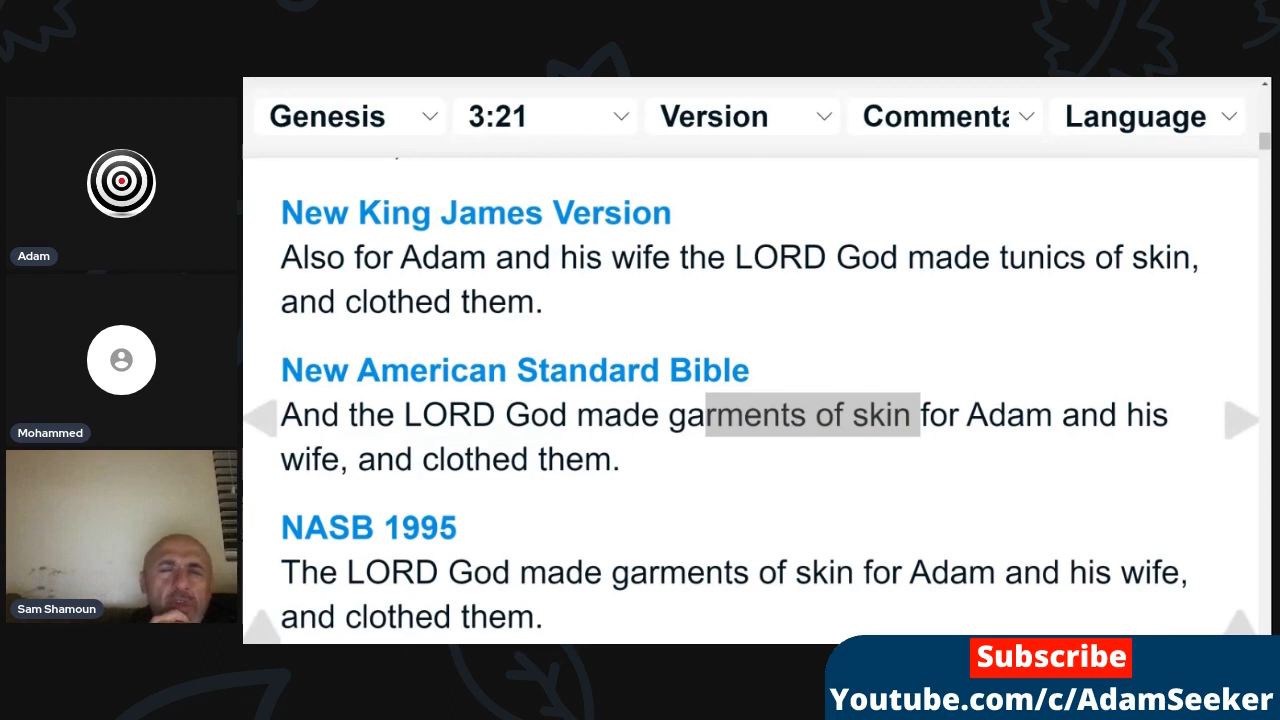 Genesis
3:21
Version
Commenta
Language
New King James Version
Also for Adam and his wife the LORD God made tunics of skin,
and clothed them.
New American Standard Bible
And the LORD God made garments of skin for Adam and his
wife, and clothed them.
NASB 1995
The LORD God made garments of skin for Adam and his wife,
and clothed them.
Adam
Mohammed
Sam Shamoun
Subscribe
Youtube.com/c/AdamSeeker